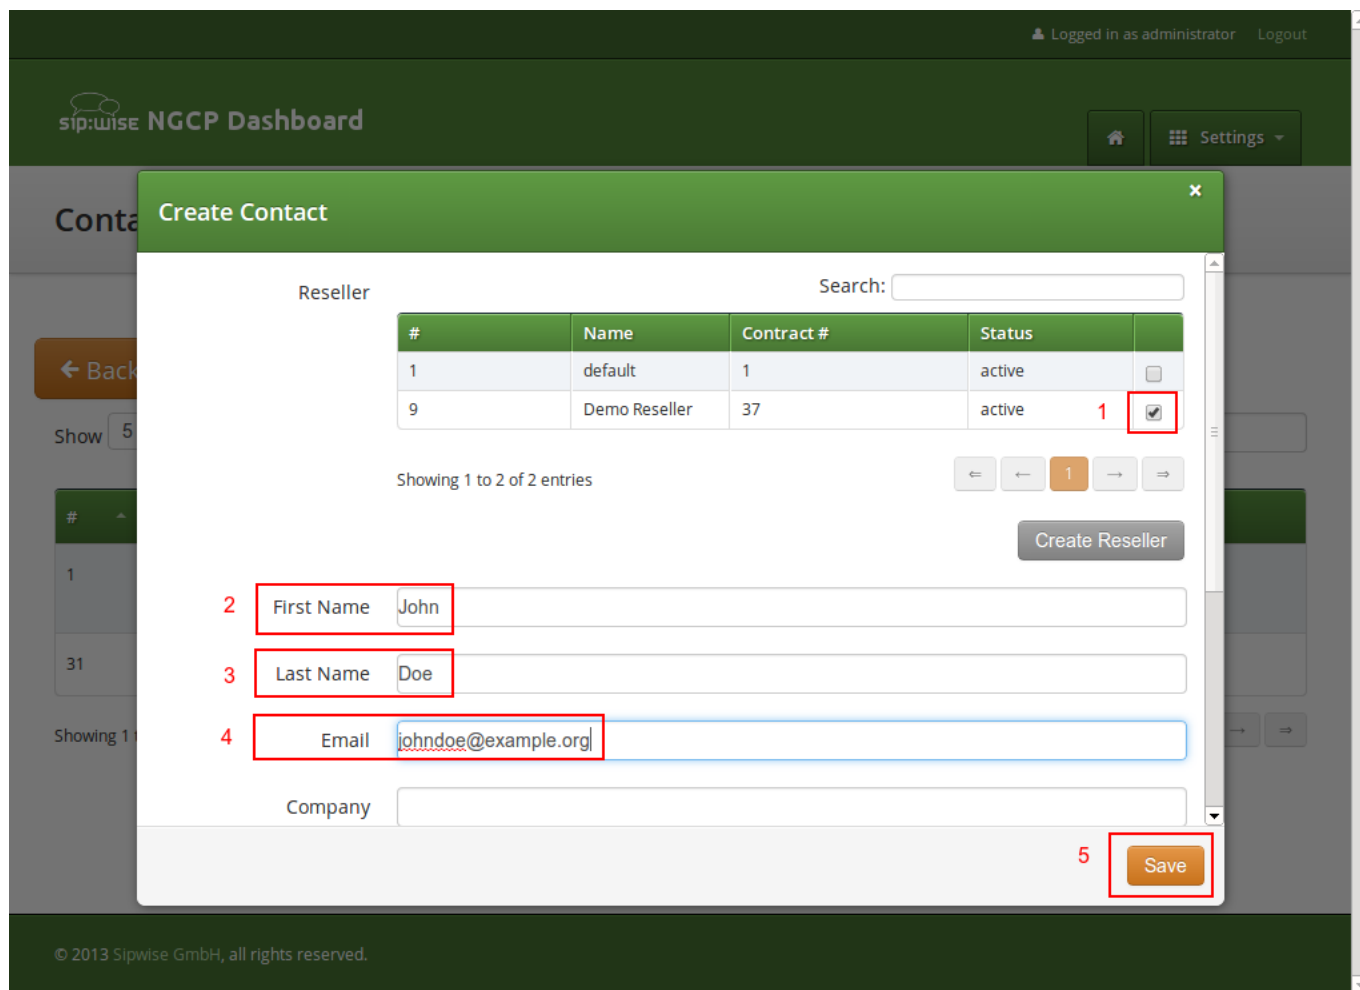 Logged in as administrator Logout
sip:wise NGCP Dashboard
Settings
Conta
Create Contact
×
Reseller
Search:
# Name Contract # Status
1 default 1 active
9 Demo Reseller 37 active 1
Showing 1 to 2 of 2 entries
⇐ ← 1 → ⇒
Create Reseller
← Back
Show 5
#
1
31
Showing 1 t
→ ⇒
2 First Name John
3 Last Name Doe
4 Email johndoe@example.org
Company
5 Save
© 2013 Sipwise GmbH, all rights reserved.